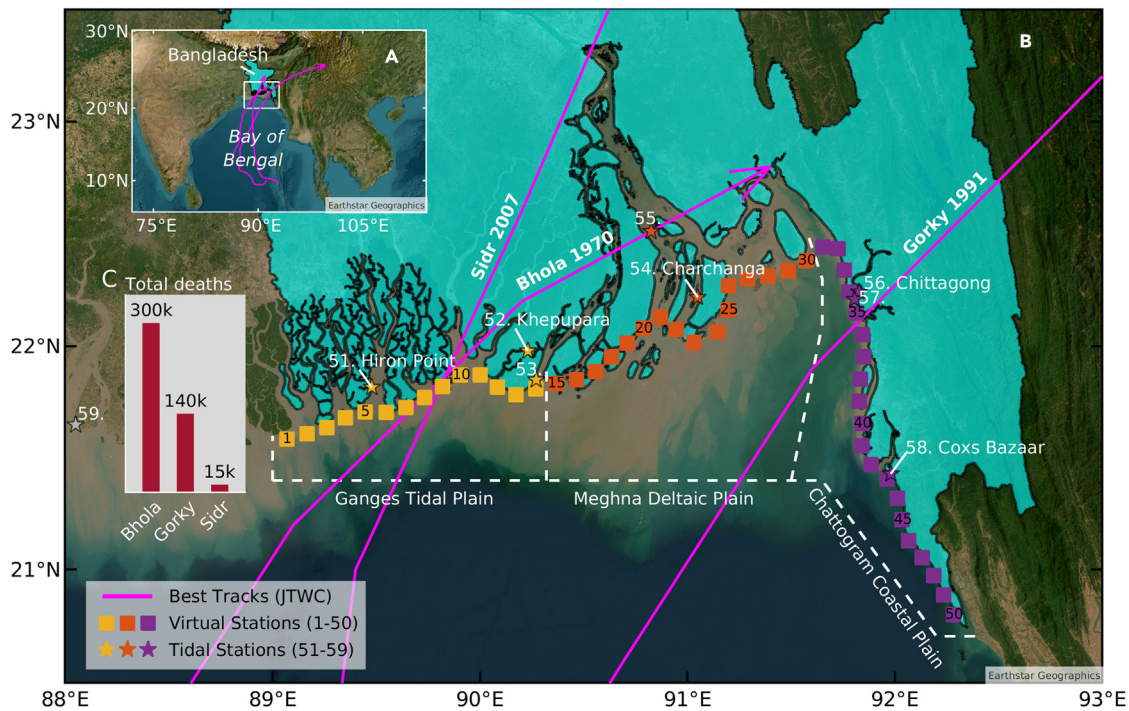 B
30°N
20°N
10°N
75°E
90°E
105°E
A
Bangladesh
Bay of
Bengal
Earthstar Geographics
23°N
22°N
21°N
Sidr 2007
Bhola 1970
Gorky 1991
55.
54. Charchanga
52. Khepupara
53.
51. Hiron Point
56. Chittagong
57.
58. Coxs Bazaar
59.
1
5
10
15
20
25
30
35
40
45
50
C
Total deaths
300k
140k
15k
Bhola
Gorky
Sidr
Ganges Tidal Plain
Meghna Deltaic Plain
Chattogram Coastal Plain
Best Tracks (JTWC)
Virtual Stations (1-50)
Tidal Stations (51-59)
Earthstar Geographics
88°E
89°E
90°E
91°E
92°E
93°E